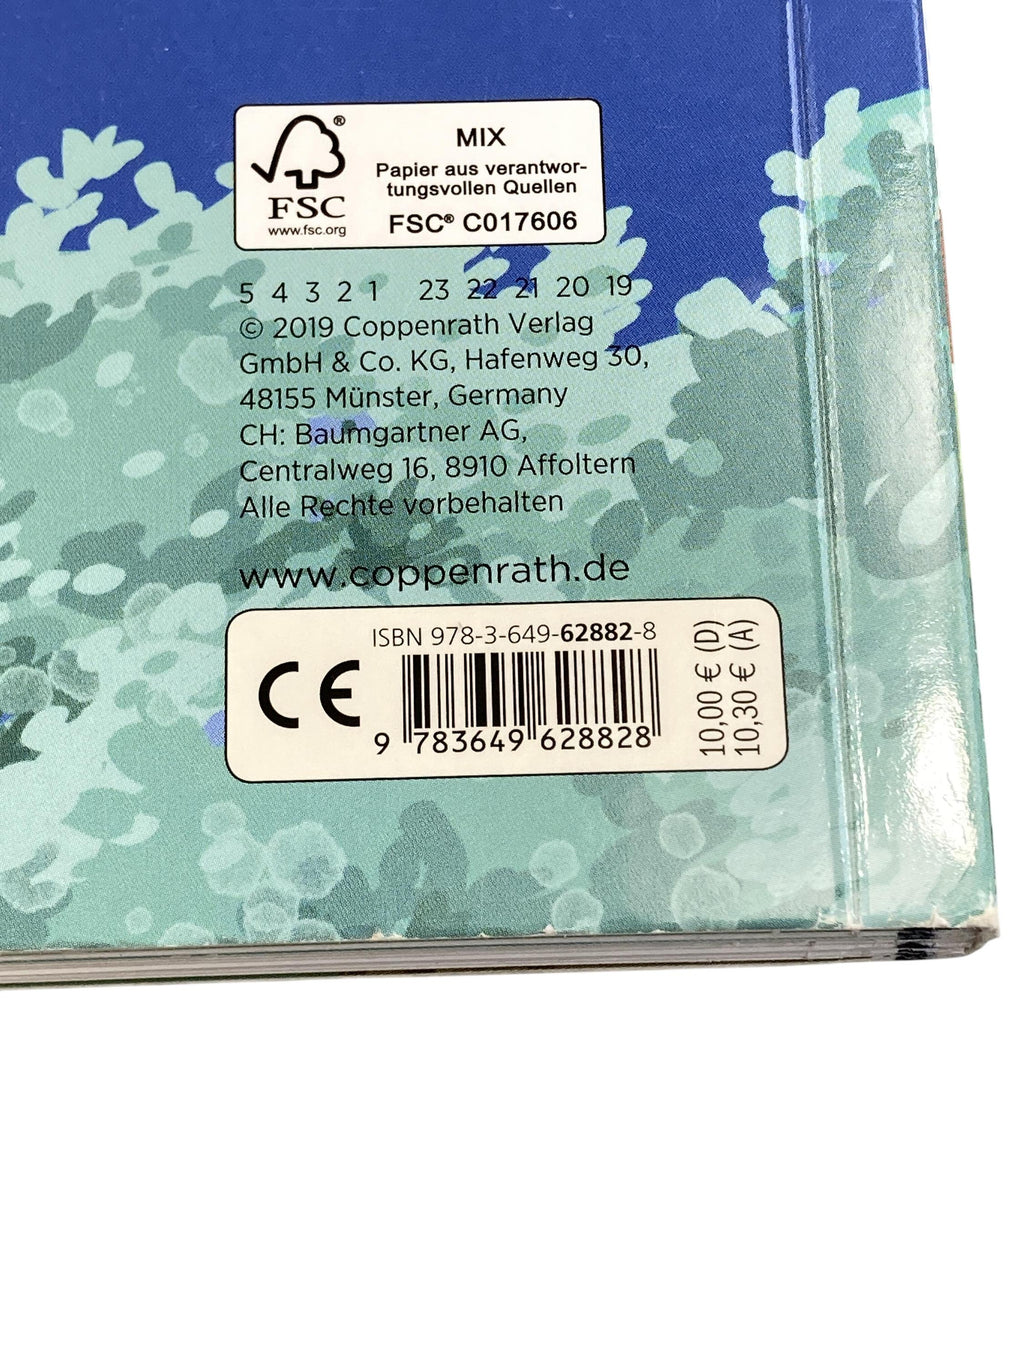 FSC®
www.fsc.org
MIX
Papier aus verantwor-
tungsvollen Quellen
FSC® C017606
5 4 3 2 1 23 22 21 20 19
© 2019 Coppenrath Verlag
GmbH & Co. KG, Hafenweg 30,
48155 Münster, Germany
CH: Baumgartner AG,
Centralweg 16, 8910 Affoltern
Alle Rechte vorbehalten
www.coppenrath.de
CE
ISBN 978-3-649-62882-8
9 783649 628828
10,00 € (D)
10,30 € (A)